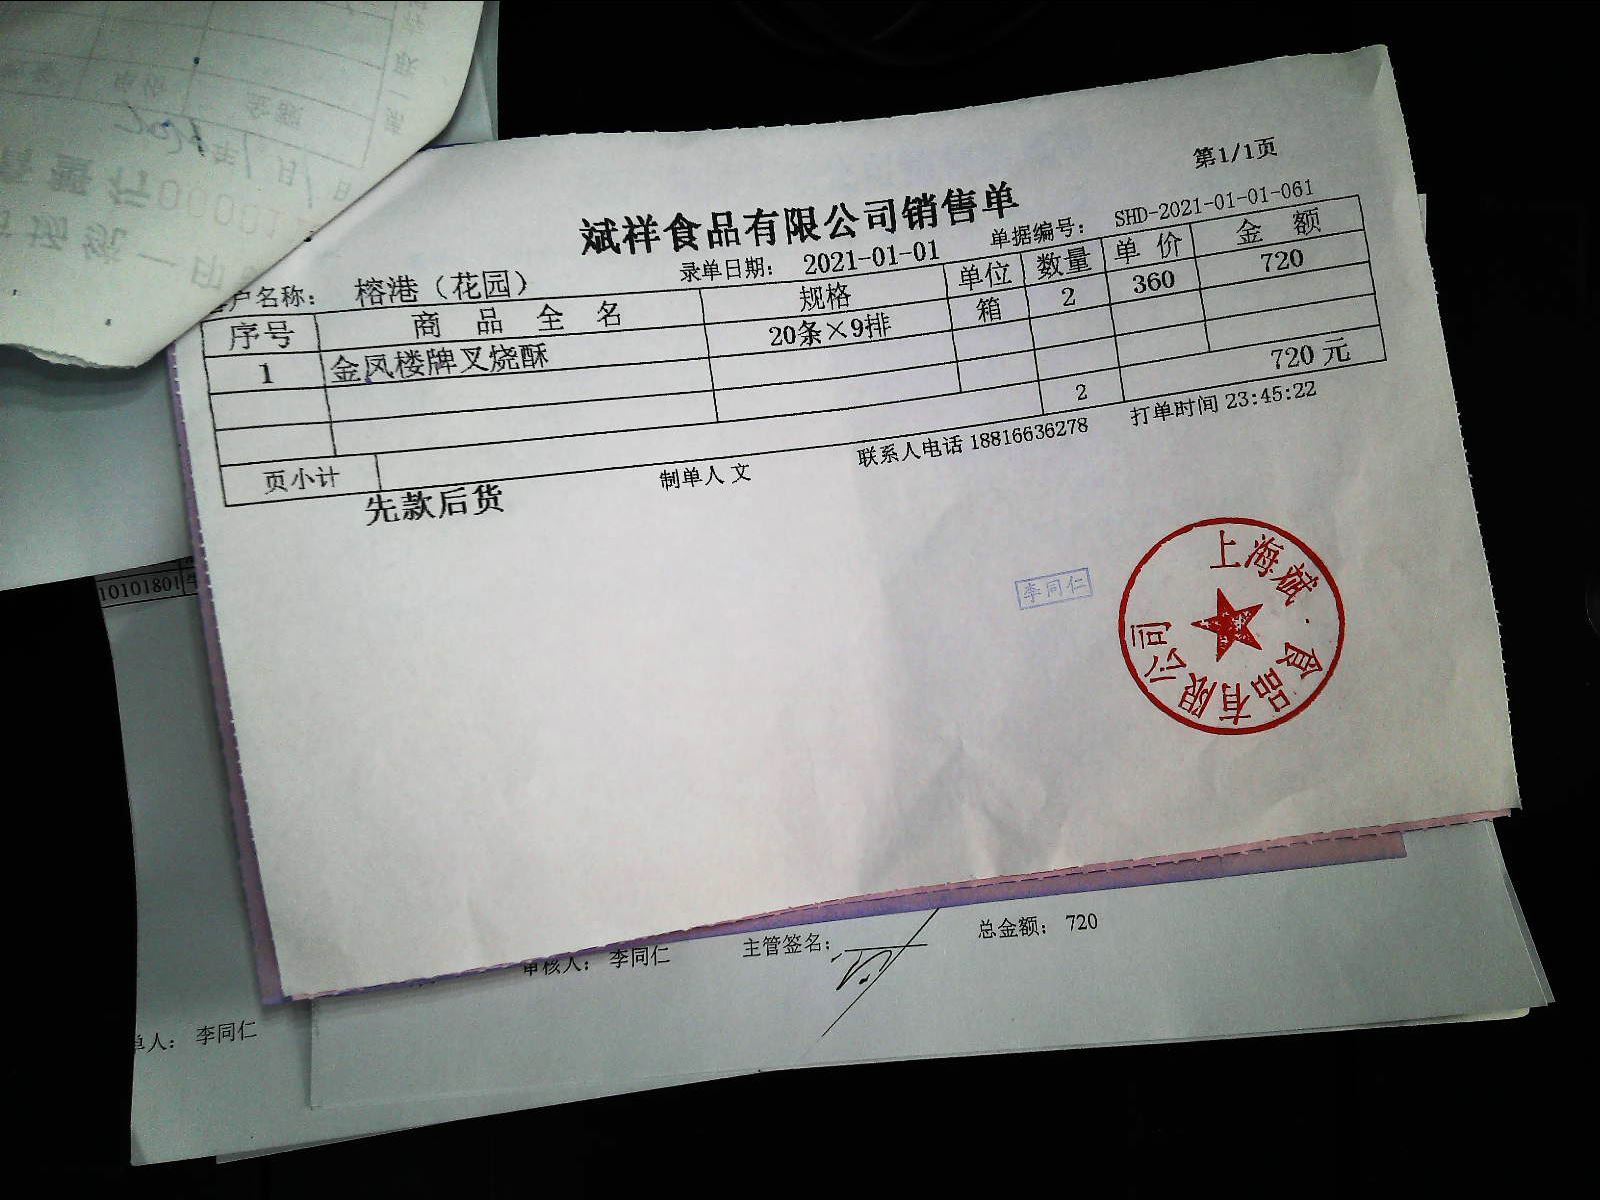 第1/1页
斌祥食品有限公司销售单
户名称： 榕港（花园） 录单日期： 2021-01-01 单据编号： SHD-2021-01-01-061
序号 商 品 全 名 规格 单位 数量 单 价 金 额
1 金凤楼牌叉烧酥 20条×9排 箱 2 360 720
页小计 2 720 元
先款后货 制单人 文 联系人电话 18816636278 打单时间 23:45:22
李同仁
上海斌 食品有限公司
10101801
审核人： 李同仁 主管签名： 总金额： 720
单人： 李同仁